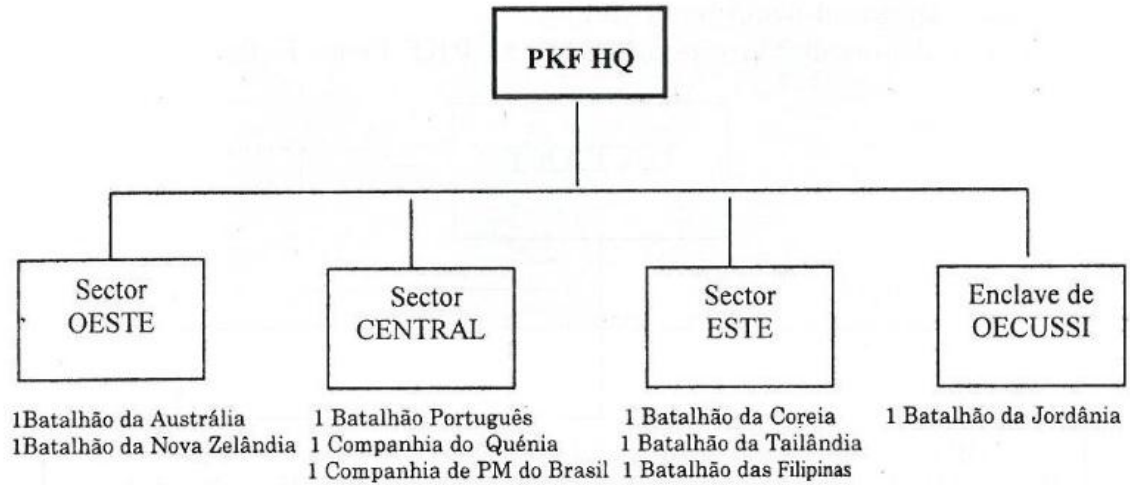 PKF HQ
Sector
OESTE
Sector
CENTRAL
Sector
ESTE
Enclave de
OECUSSI
1Batalhão da Austrália
1Batalhão da Nova Zelândia
1 Batalhão Português
1 Companhia do Quénia
1 Companhia de PM do Brasil
1 Batalhão da Coreia
1 Batalhão da Tailândia
1 Batalhão das Filipinas
1 Batalhão da Jordânia